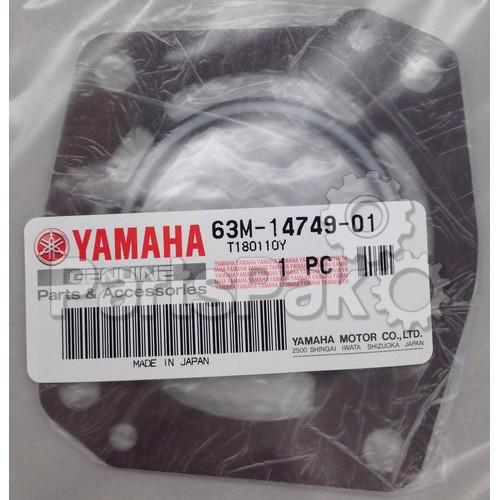 YAMAHA
63M-14749-01
T180110Y
GENUINE
Parts & Accessories
1 PC
MADE IN JAPAN
YAMAHA MOTOR CO.,LTD.
2500 SHINGAI IWATA SHIZUOKA JAPAN
PartsPak